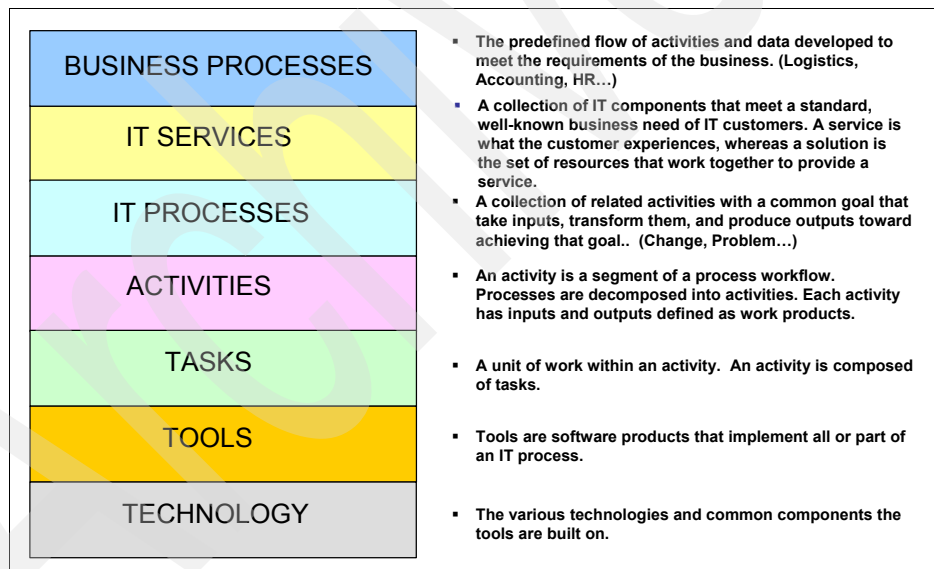 BUSINESS PROCESSES
▪ The predefined flow of activities and data developed to
meet the requirements of the business. (Logistics,
Accounting, HR…)
IT SERVICES
▪ A collection of IT components that meet a standard,
well-known business need of IT customers. A service is
what the customer experiences, whereas a solution is
the set of resources that work together to provide a
service.
IT PROCESSES
▪ A collection of related activities with a common goal that
take inputs, transform them, and produce outputs toward
achieving that goal.. (Change, Problem…)
ACTIVITIES
▪ An activity is a segment of a process workflow.
Processes are decomposed into activities. Each activity
has inputs and outputs defined as work products.
TASKS
▪ A unit of work within an activity.  An activity is composed
of tasks.
TOOLS
▪ Tools are software products that implement all or part of
an IT process.
TECHNOLOGY
▪ The various technologies and common components the
tools are built on.